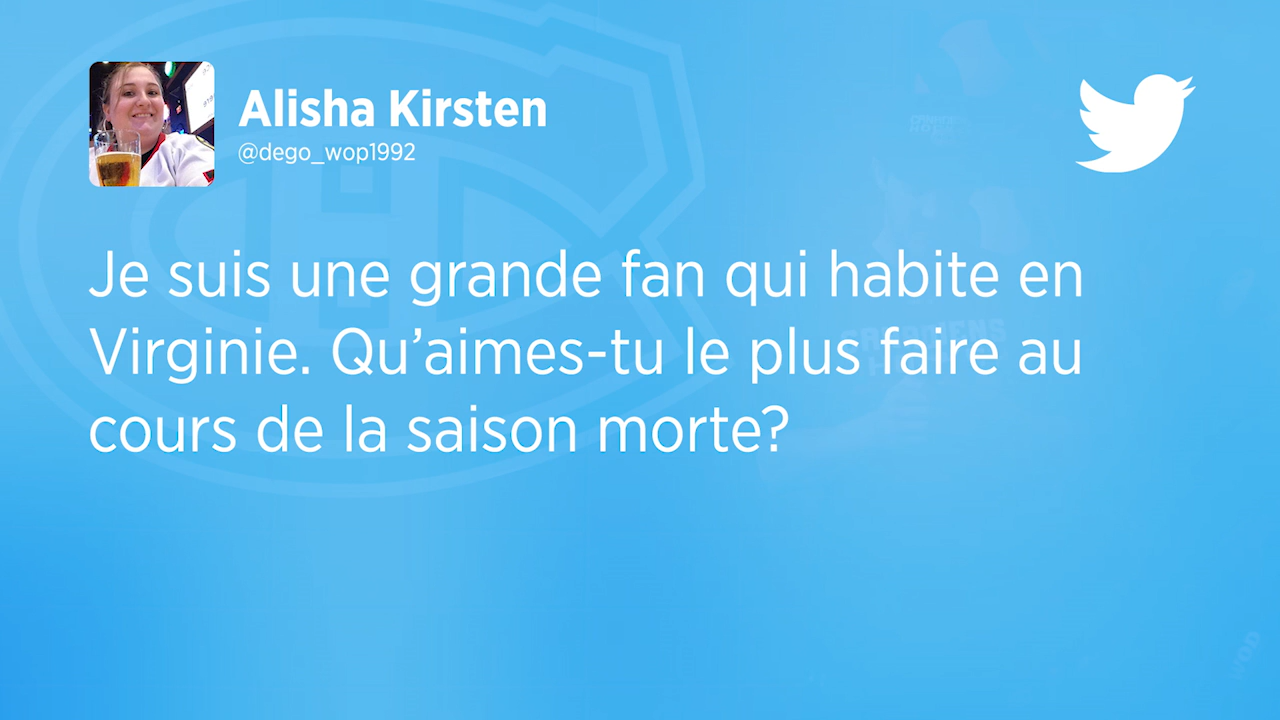 Alisha Kirsten
@dego_wop1992
Je suis une grande fan qui habite en
Virginie. Qu’aimes-tu le plus faire au
cours de la saison morte?